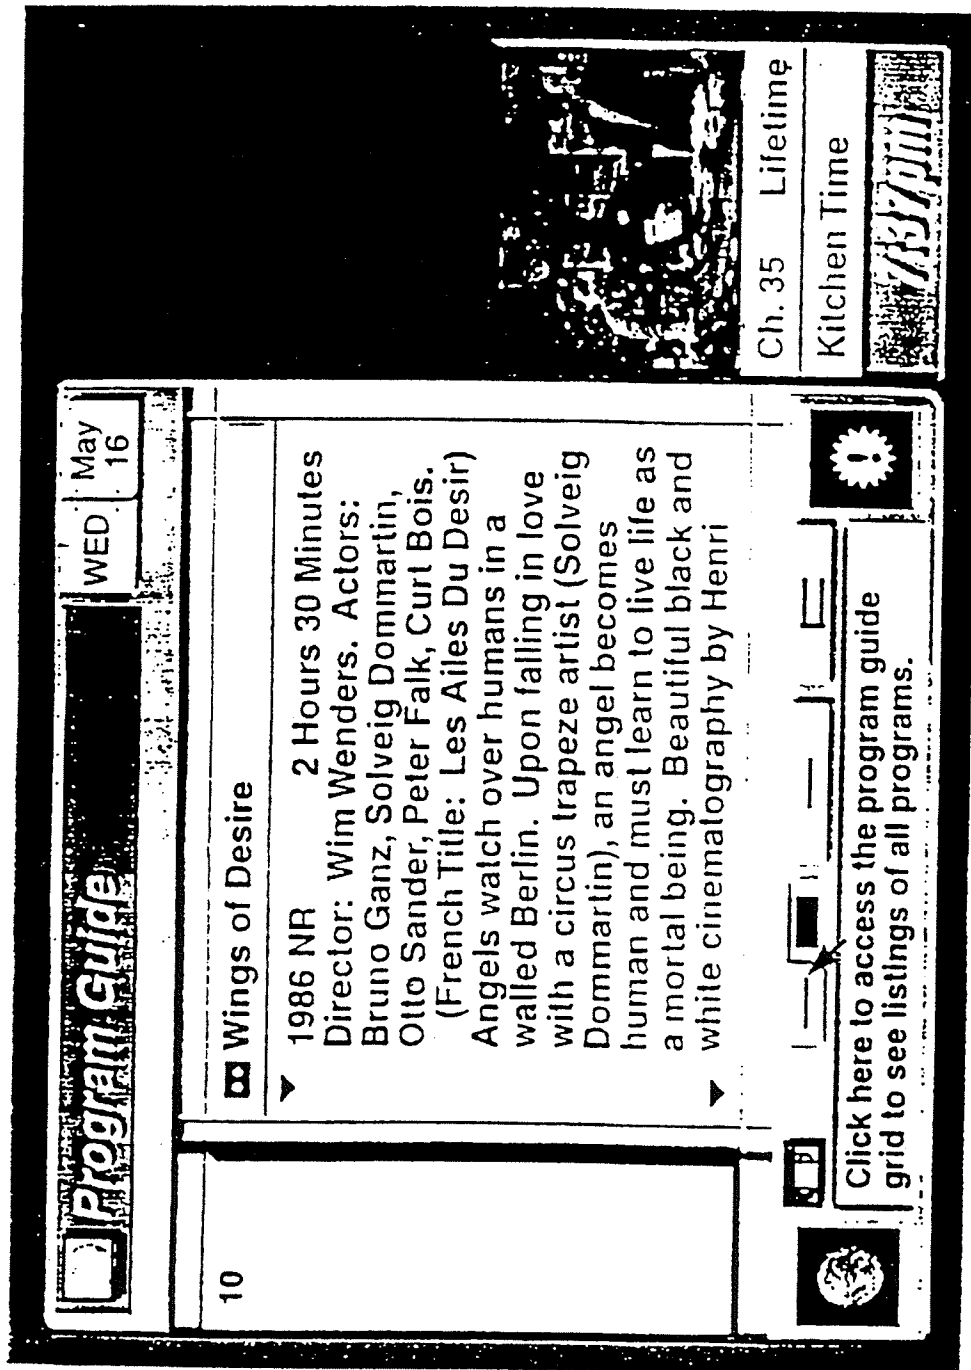 Program Guide
WED May
16
10
Wings of Desire
1986 NR 2 Hours 30 Minutes
Director: Wim Wenders. Actors:
Bruno Ganz, Solveig Dommartin,
Otto Sander, Peter Falk, Curt Bois.
(French Title: Les Ailes Du Desir)
Angels watch over humans in a
walled Berlin. Upon falling in love
with a circus trapeze artist (Solveig
Dommartin), an angel becomes
human and must learn to live life as
a mortal being. Beautiful black and
white cinematography by Henri
Click here to access the program guide
grid to see listings of all programs.
!
Ch. 35 Lifetime
Kitchen Time
7:37pm